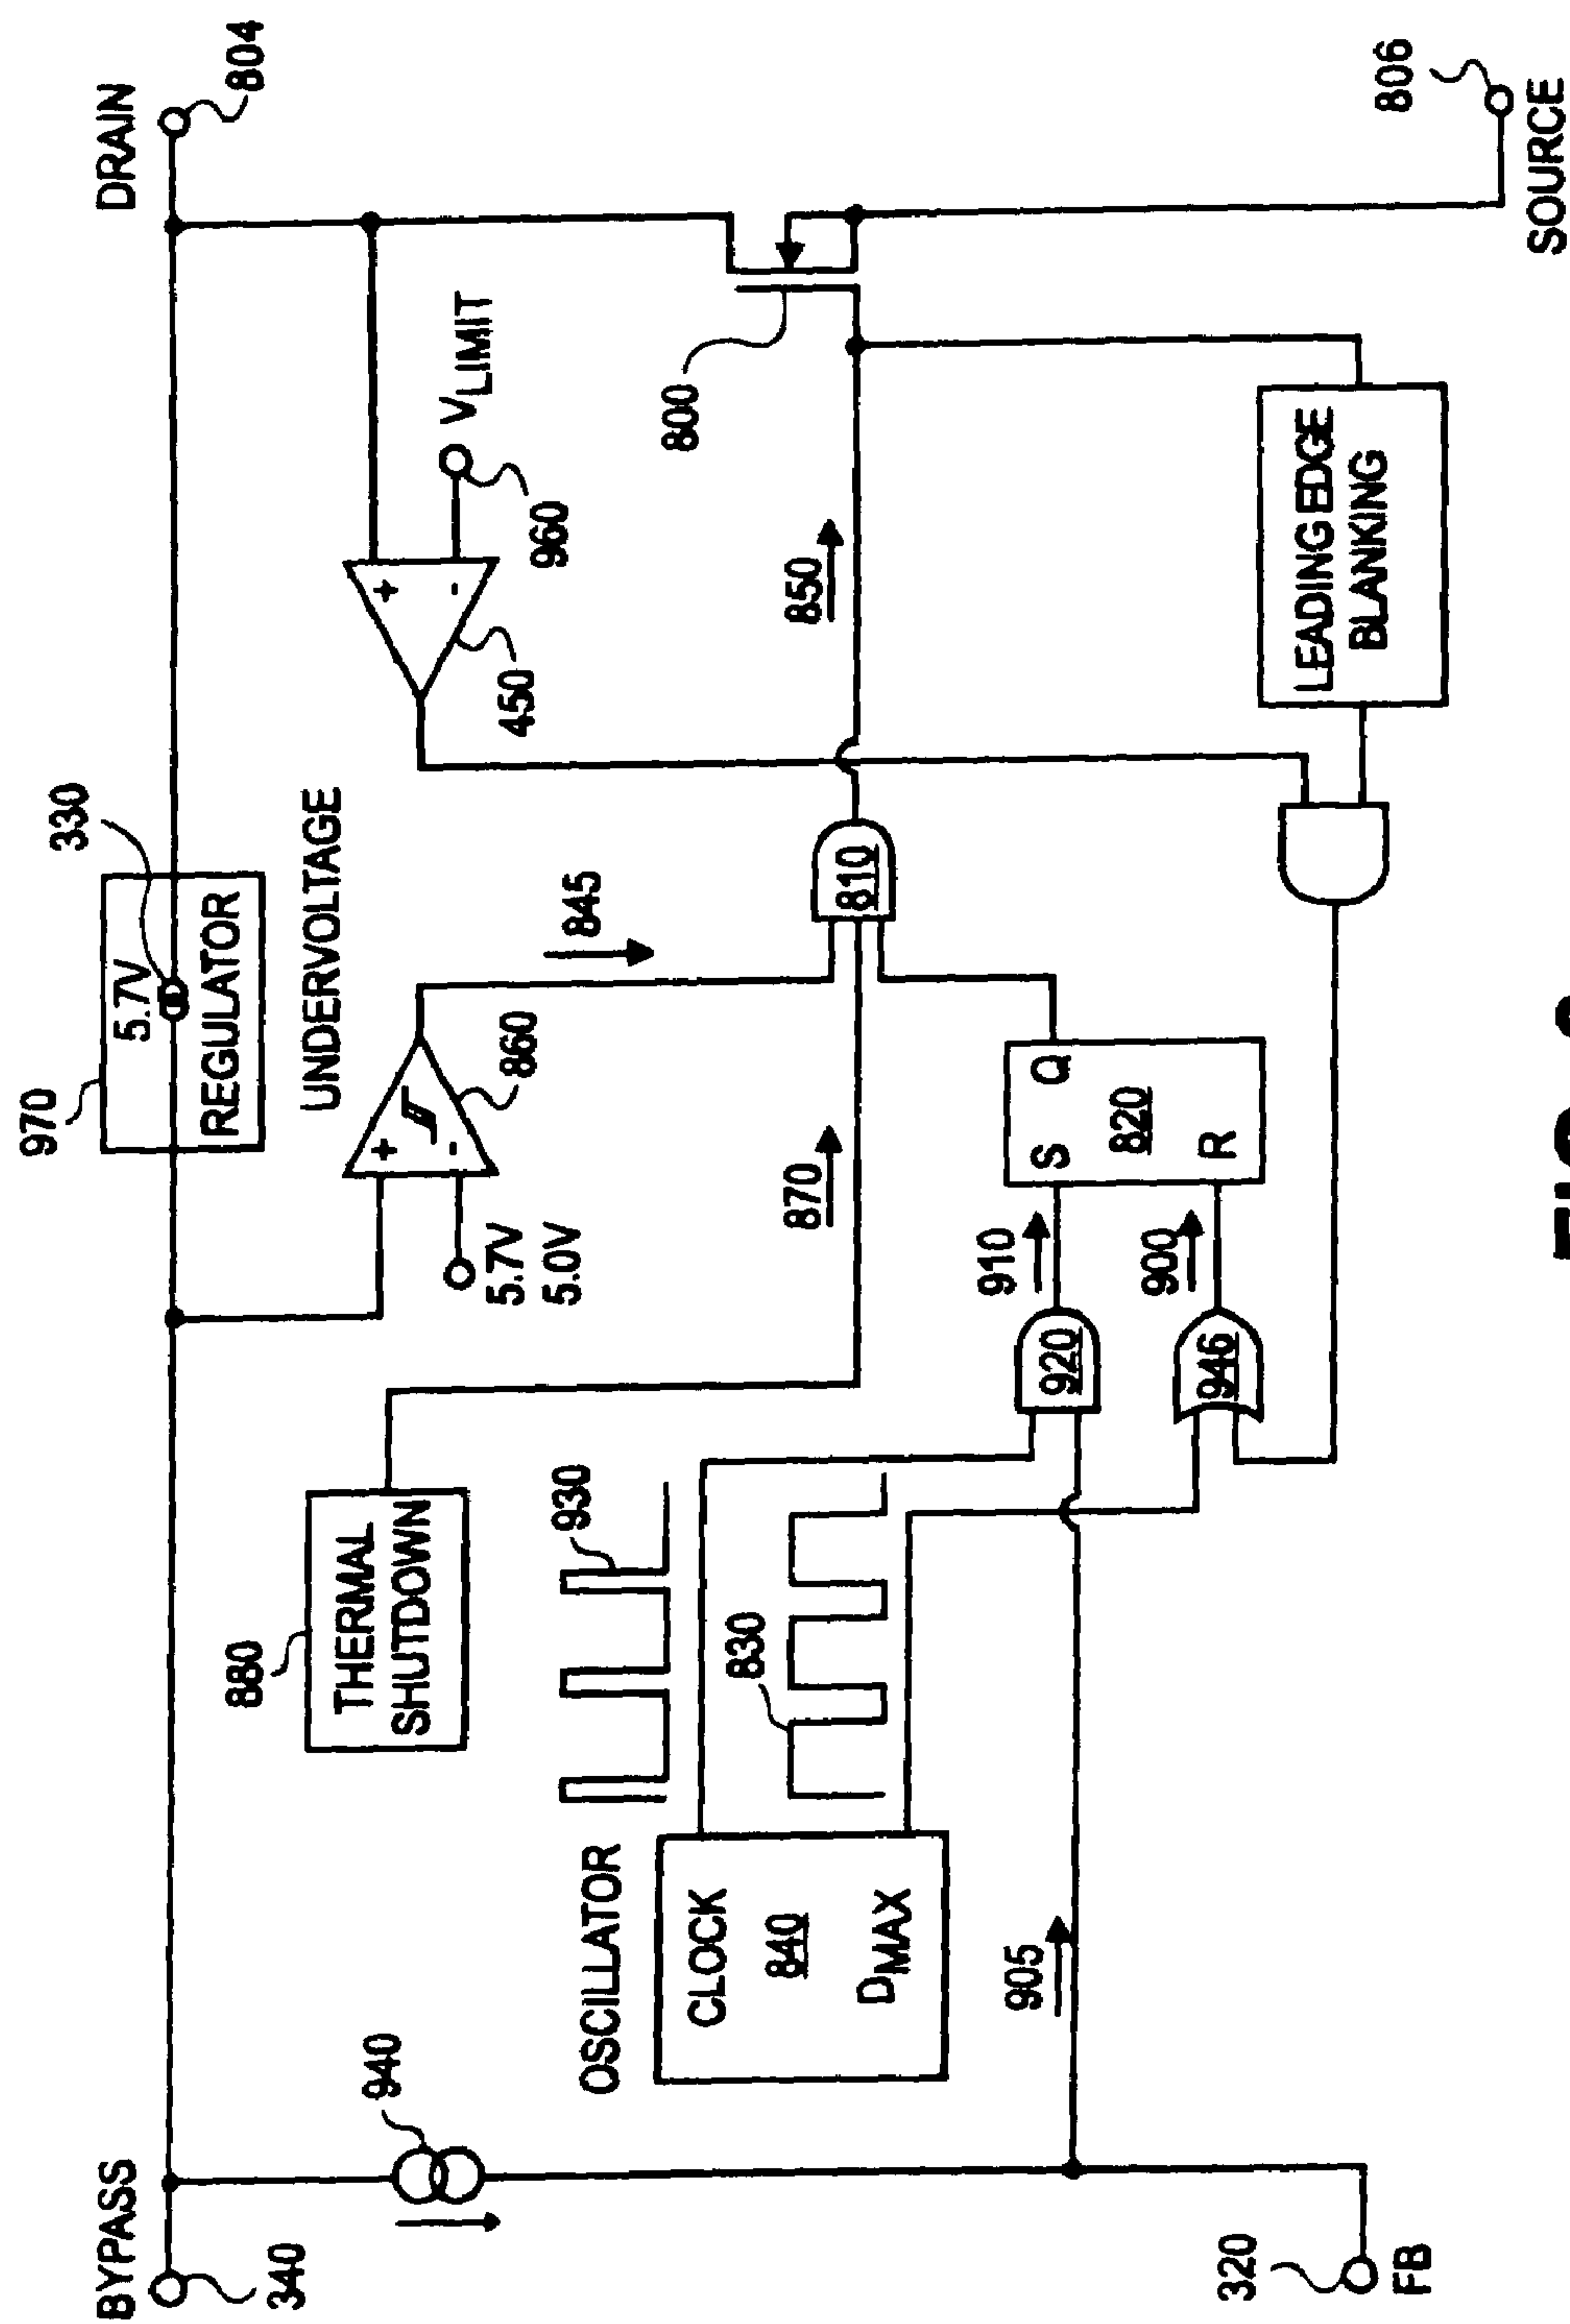 BYPASS
340
970
5.7V
330
REGULATOR
DRAIN
804
940
880
THERMAL
SHUTDOWN
UNDERVOLTAGE
+
-
860
5.7V
5.0V
845
+
-
450
VLIMIT
960
OSCILLATOR
CLOCK
840
DMAX
930
830
870
810
850
800
905
910
920
900
946
S
Q
820
R
LEADING EDGE
BLANKING
320
FB
806
SOURCE